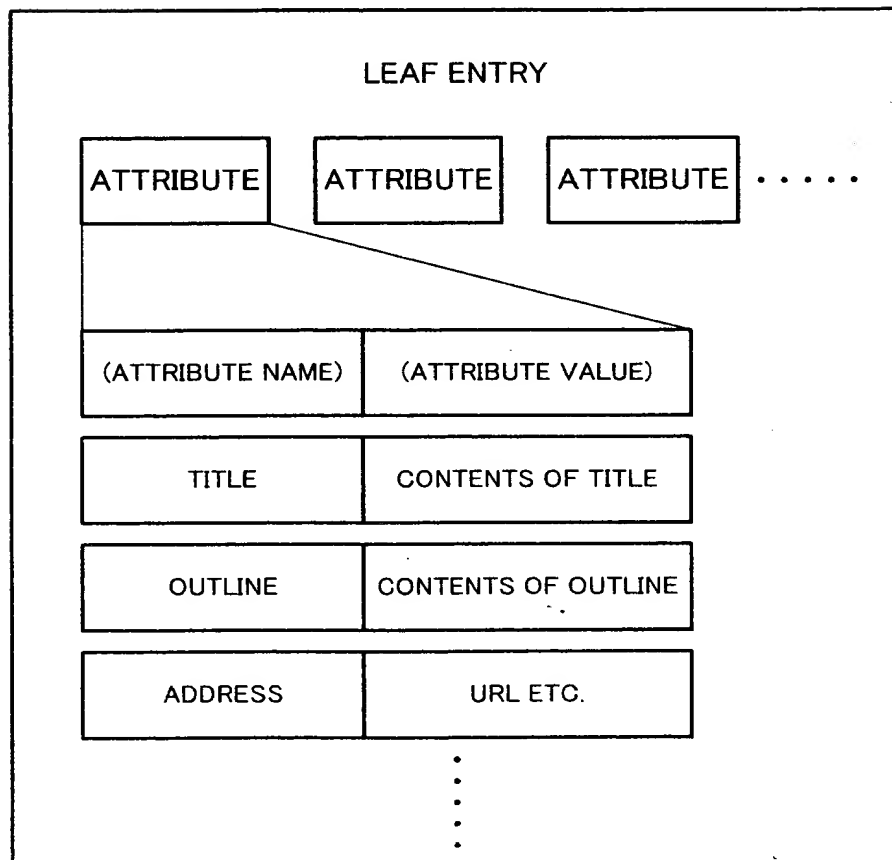 LEAF ENTRY
ATTRIBUTE ATTRIBUTE ATTRIBUTE · · · · ·
(ATTRIBUTE NAME) (ATTRIBUTE VALUE)
TITLE CONTENTS OF TITLE
OUTLINE CONTENTS OF OUTLINE
ADDRESS URL ETC.